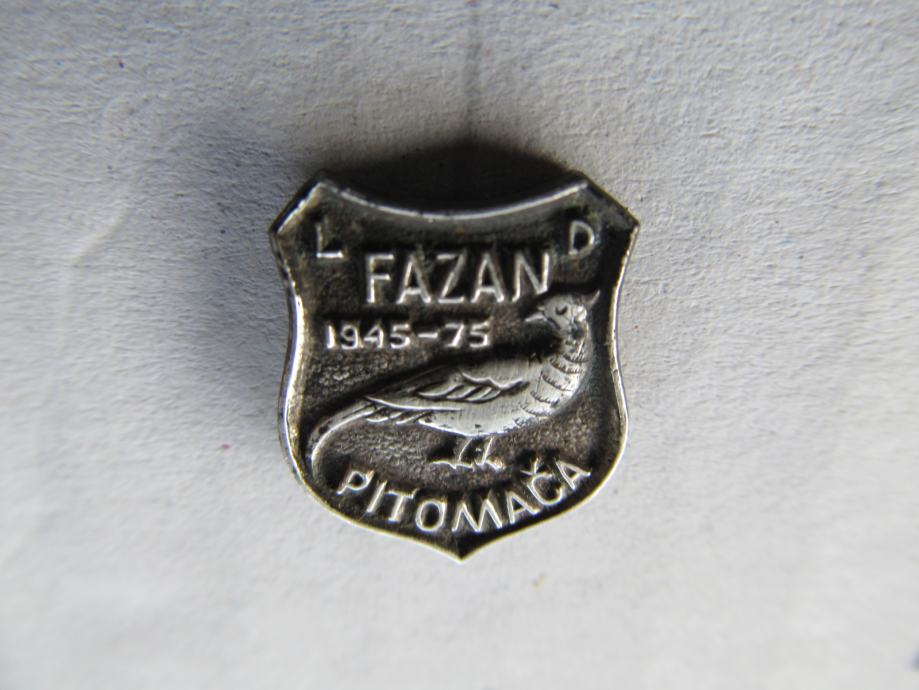 L D
FAZAN
1945-75
PITOMAČA